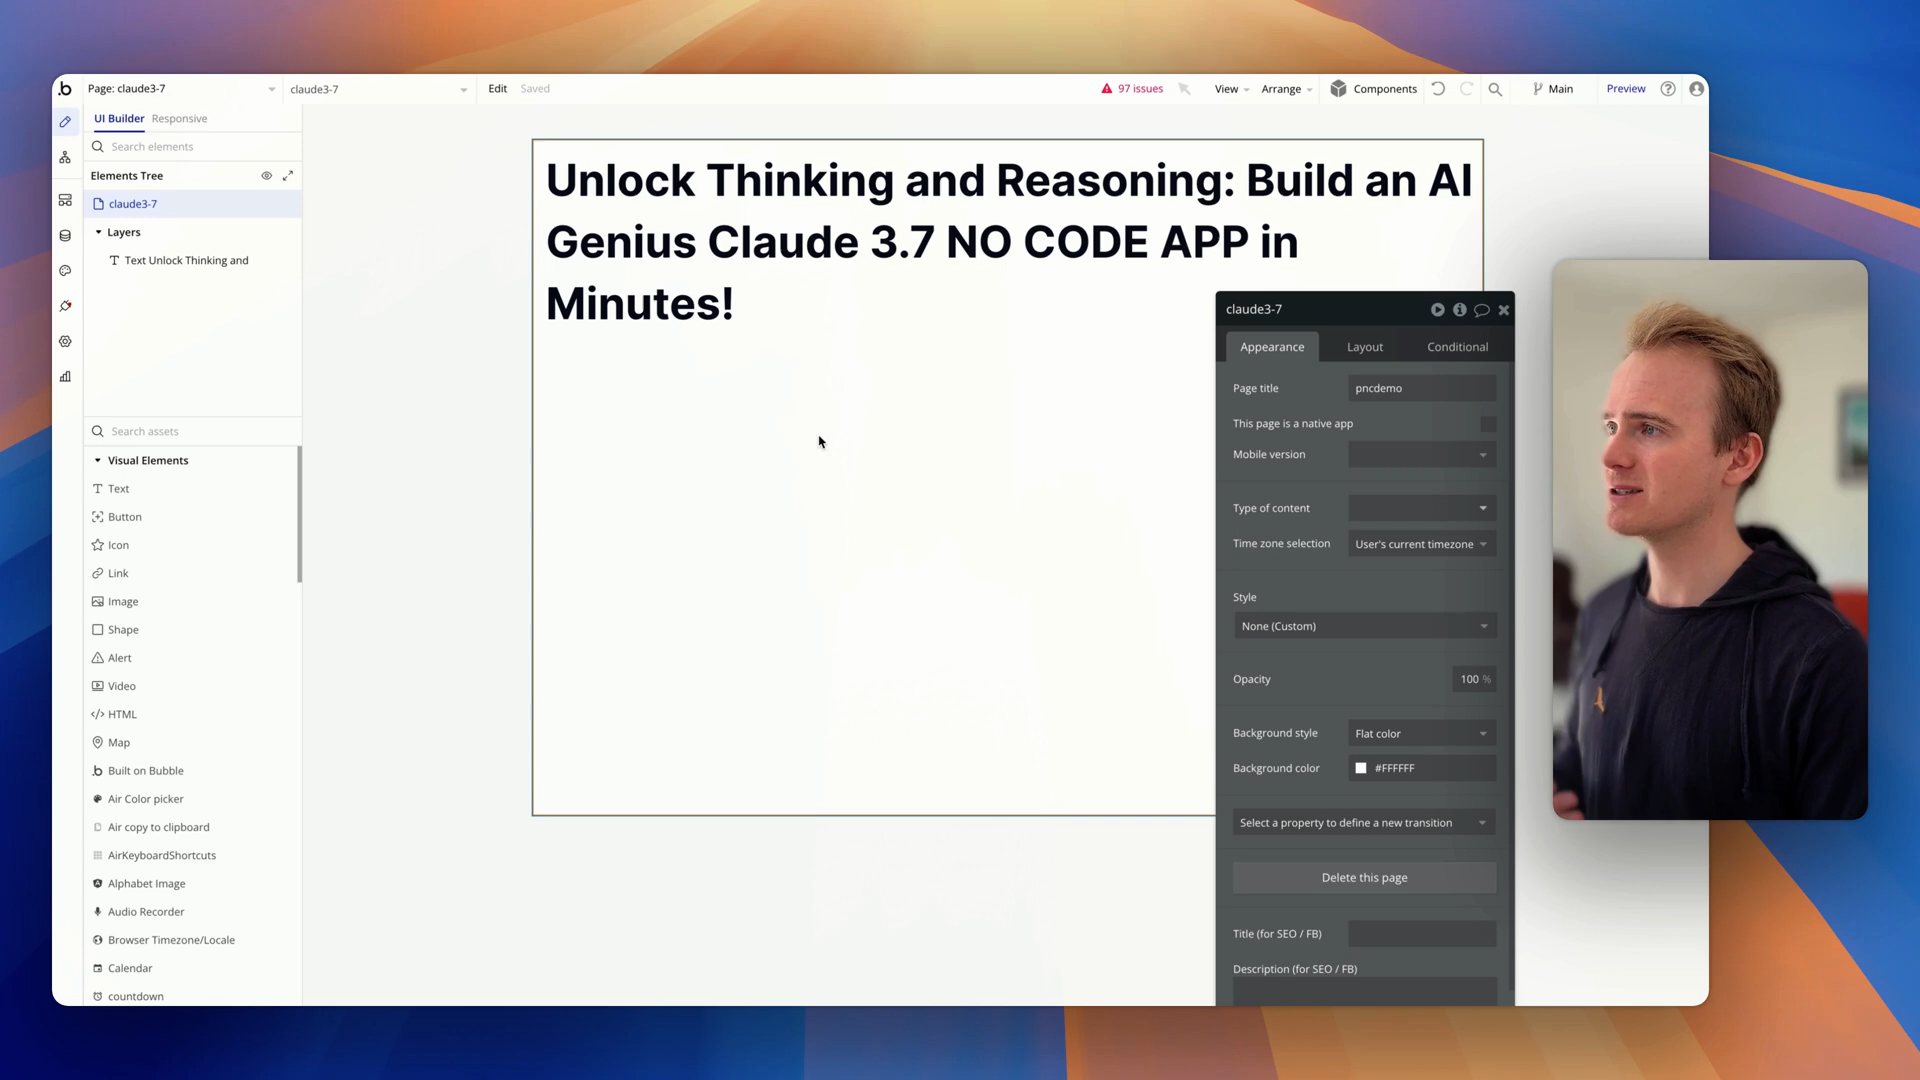 Page: claude3-7
claude3-7
Edit
Saved
97 issues
View
Arrange
Components
Main
Preview
UI Builder
Responsive
Search elements
Elements Tree
claude3-7
Layers
Text Unlock Thinking and
Search assets
Visual Elements
Text
Button
Icon
Link
Image
Shape
Alert
Video
HTML
Map
Built on Bubble
Air Color picker
Air copy to clipboard
AirKeyboardShortcuts
Alphabet Image
Audio Recorder
Browser Timezone/Locale
Calendar
countdown
Unlock Thinking and Reasoning: Build an AI
Genius Claude 3.7 NO CODE APP in
Minutes!
claude3-7
Appearance
Layout
Conditional
Page title
pncdemo
This page is a native app
Mobile version
Type of content
Time zone selection
User's current timezone
Style
None (Custom)
Opacity
100 %
Background style
Flat color
Background color
#FFFFFF
Select a property to define a new transition
Delete this page
Title (for SEO / FB)
Description (for SEO / FB)